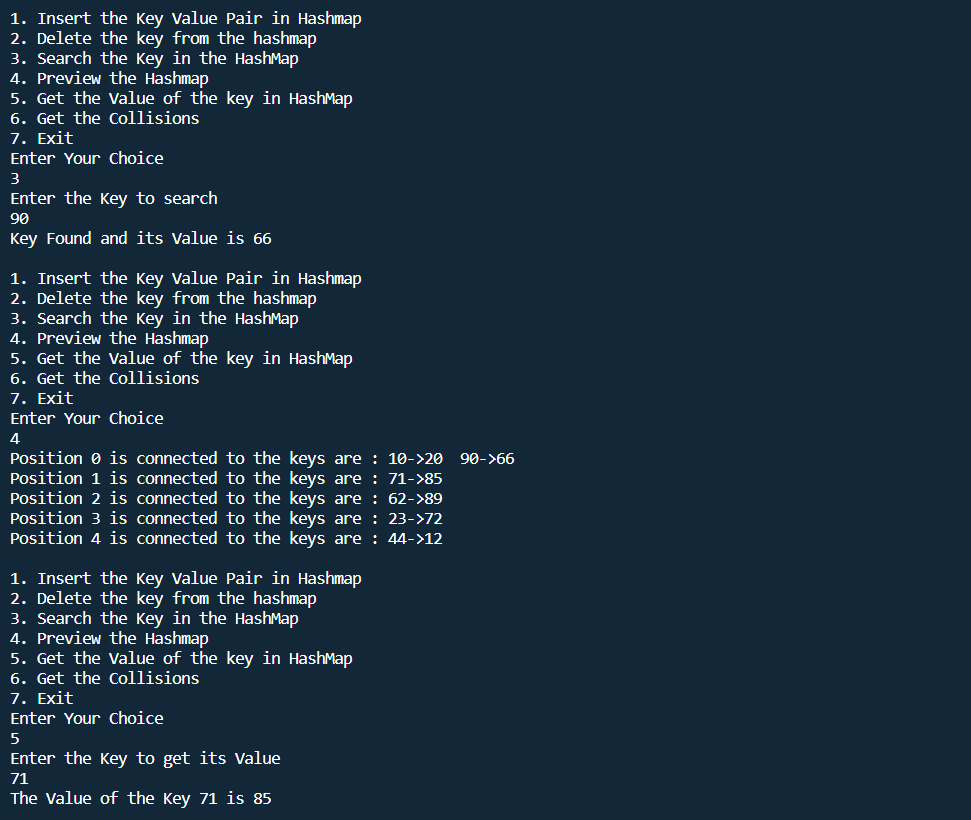 1. Insert the Key Value Pair in Hashmap
2. Delete the key from the hashmap
3. Search the Key in the HashMap
4. Preview the Hashmap
5. Get the Value of the key in HashMap
6. Get the Collisions
7. Exit
Enter Your Choice
3
Enter the Key to search
90
Key Found and its Value is 66

1. Insert the Key Value Pair in Hashmap
2. Delete the key from the hashmap
3. Search the Key in the HashMap
4. Preview the Hashmap
5. Get the Value of the key in HashMap
6. Get the Collisions
7. Exit
Enter Your Choice
4
Position 0 is connected to the keys are : 10->20  90->66
Position 1 is connected to the keys are : 71->85
Position 2 is connected to the keys are : 62->89
Position 3 is connected to the keys are : 23->72
Position 4 is connected to the keys are : 44->12

1. Insert the Key Value Pair in Hashmap
2. Delete the key from the hashmap
3. Search the Key in the HashMap
4. Preview the Hashmap
5. Get the Value of the key in HashMap
6. Get the Collisions
7. Exit
Enter Your Choice
5
Enter the Key to get its Value
71
The Value of the Key 71 is 85